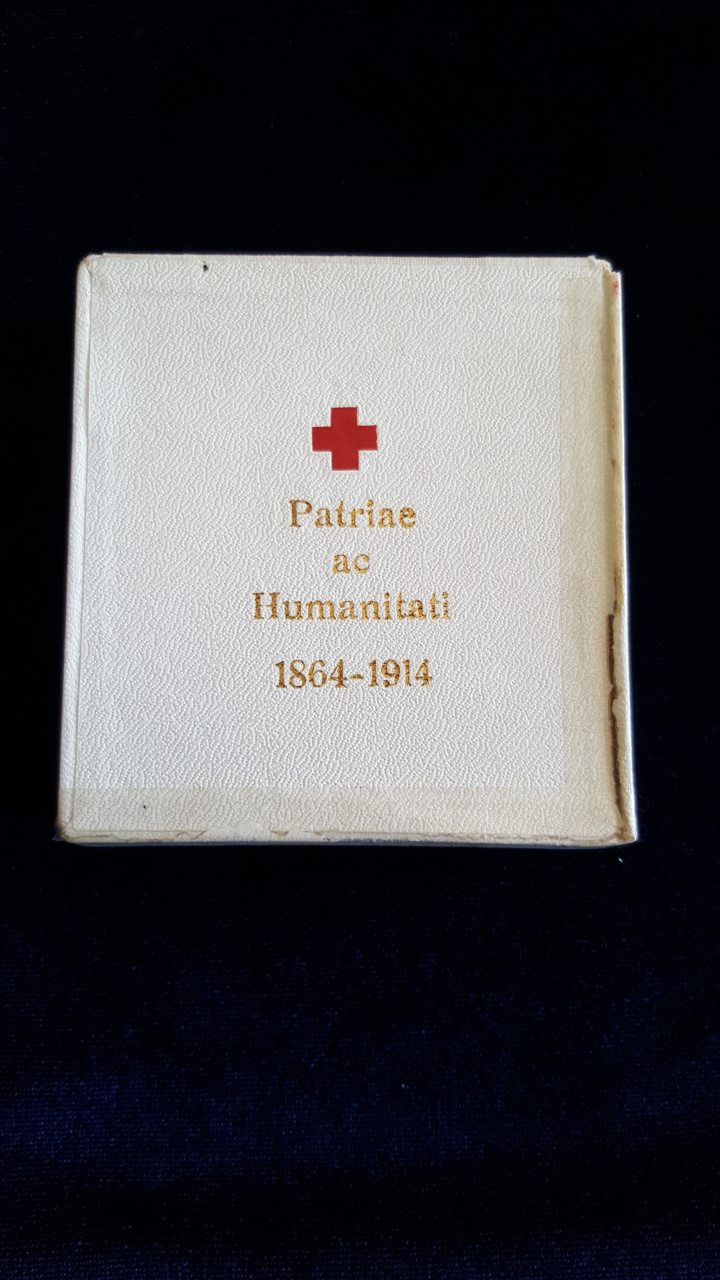 Patriae
ac
Humanitati
1864-1914